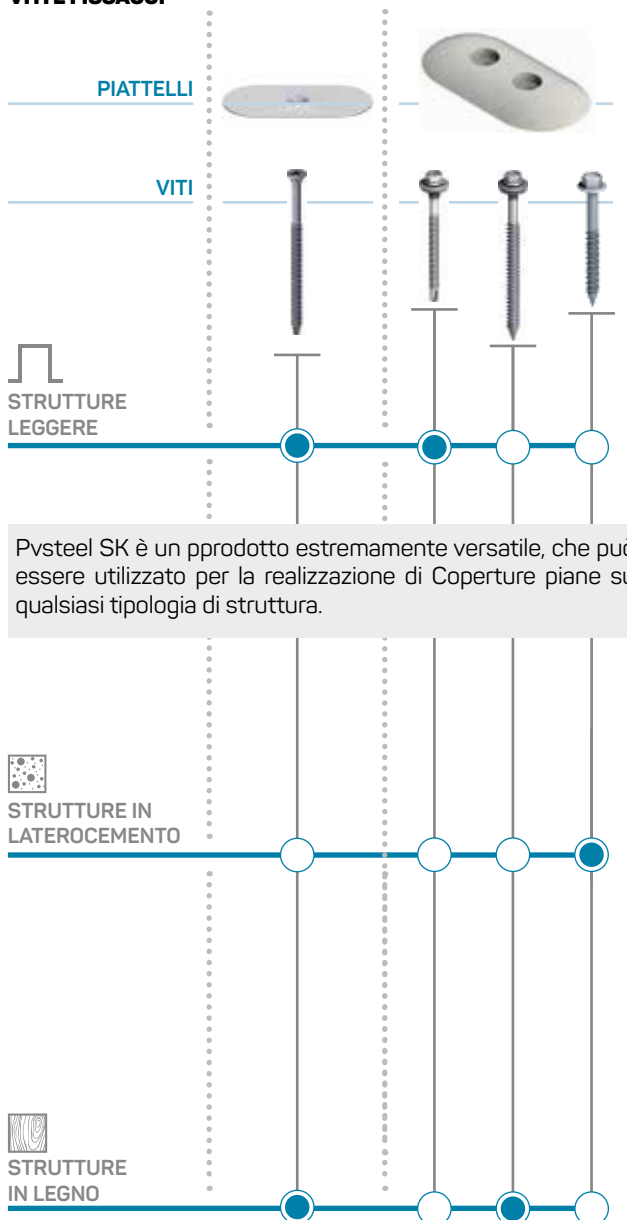 PIATTELLI
VITI
STRUTTURE
LEGGERE
Pvsteel SK è un pprodotto estremamente versatile, che può
essere utilizzato per la realizzazione di Coperture piane su
qualsiasi tipologia di struttura.
STRUTTURE IN
LATEROCEMENTO
STRUTTURE
IN LEGNO